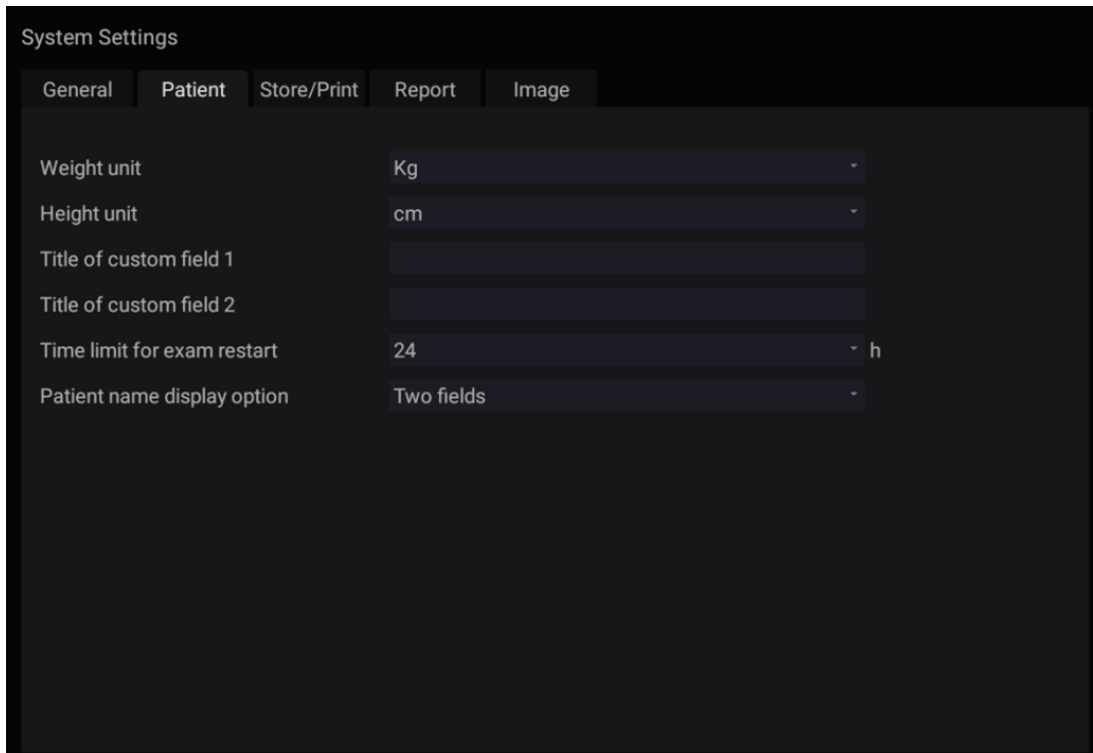 System Settings
General Patient Store/Print Report Image
Weight unit Kg
Height unit cm
Title of custom field 1
Title of custom field 2
Time limit for exam restart 24 h
Patient name display option Two fields